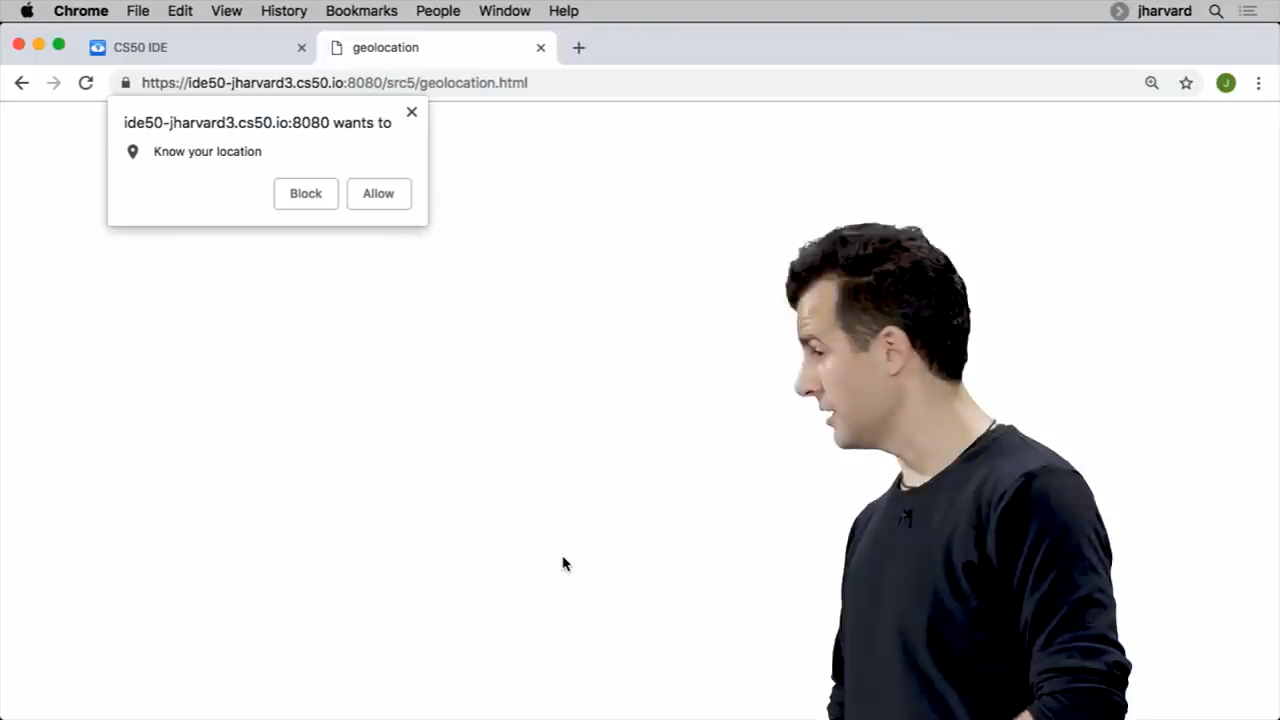 Chrome File Edit View History Bookmarks People Window Help jharvard
CS50 IDE geolocation
https://ide50-jharvard3.cs50.io:8080/src5/geolocation.html J
ide50-jharvard3.cs50.io:8080 wants to
Know your location
Block Allow